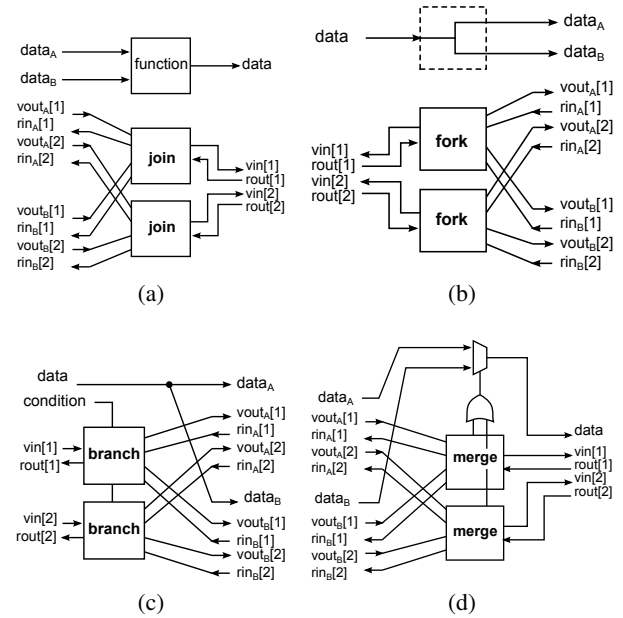 data_A
data_B
function
data
vout_A[1]
rin_A[1]
vout_A[2]
rin_A[2]
join
vin[1]
rout[1]
vin[2]
rout[2]
join
vout_B[1]
rin_B[1]
vout_B[2]
rin_B[2]
(a)
data
data_A
data_B
vout_A[1]
rin_A[1]
vout_A[2]
rin_A[2]
fork
vin[1]
rout[1]
vin[2]
rout[2]
fork
vout_B[1]
rin_B[1]
vout_B[2]
rin_B[2]
(b)
data
data_A
condition
vout_A[1]
rin_A[1]
vout_A[2]
rin_A[2]
vin[1]
rout[1]
branch
data_B
vin[2]
rout[2]
branch
vout_B[1]
rin_B[1]
vout_B[2]
rin_B[2]
(c)
data_A
vout_A[1]
rin_A[1]
vout_A[2]
rin_A[2]
data
merge
vin[1]
rout[1]
vin[2]
rout[2]
data_B
vout_B[1]
rin_B[1]
vout_B[2]
rin_B[2]
merge
(d)